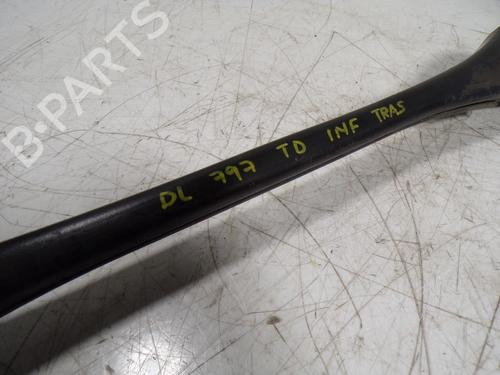 B-PARTS
DL 797 TD INF TRAS